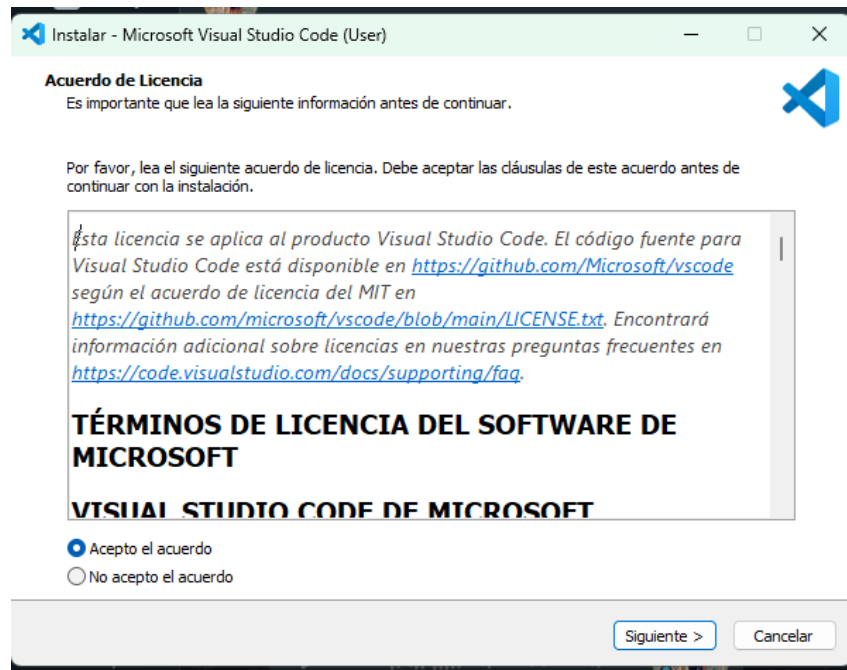 Instalar - Microsoft Visual Studio Code (User)
Acuerdo de Licencia
Es importante que lea la siguiente información antes de continuar.
Por favor, lea el siguiente acuerdo de licencia. Debe aceptar las cláusulas de este acuerdo antes de
continuar con la instalación.
Esta licencia se aplica al producto Visual Studio Code. El código fuente para
Visual Studio Code está disponible en https://github.com/Microsoft/vscode
según el acuerdo de licencia del MIT en
https://github.com/microsoft/vscode/blob/main/LICENSE.txt. Encontrará
información adicional sobre licencias en nuestras preguntas frecuentes en
https://code.visualstudio.com/docs/supporting/faq.
TÉRMINOS DE LICENCIA DEL SOFTWARE DE
MICROSOFT
VISUAL STUDIO CODE DE MICROSOFT
Acepto el acuerdo
No acepto el acuerdo
Siguiente >
Cancelar